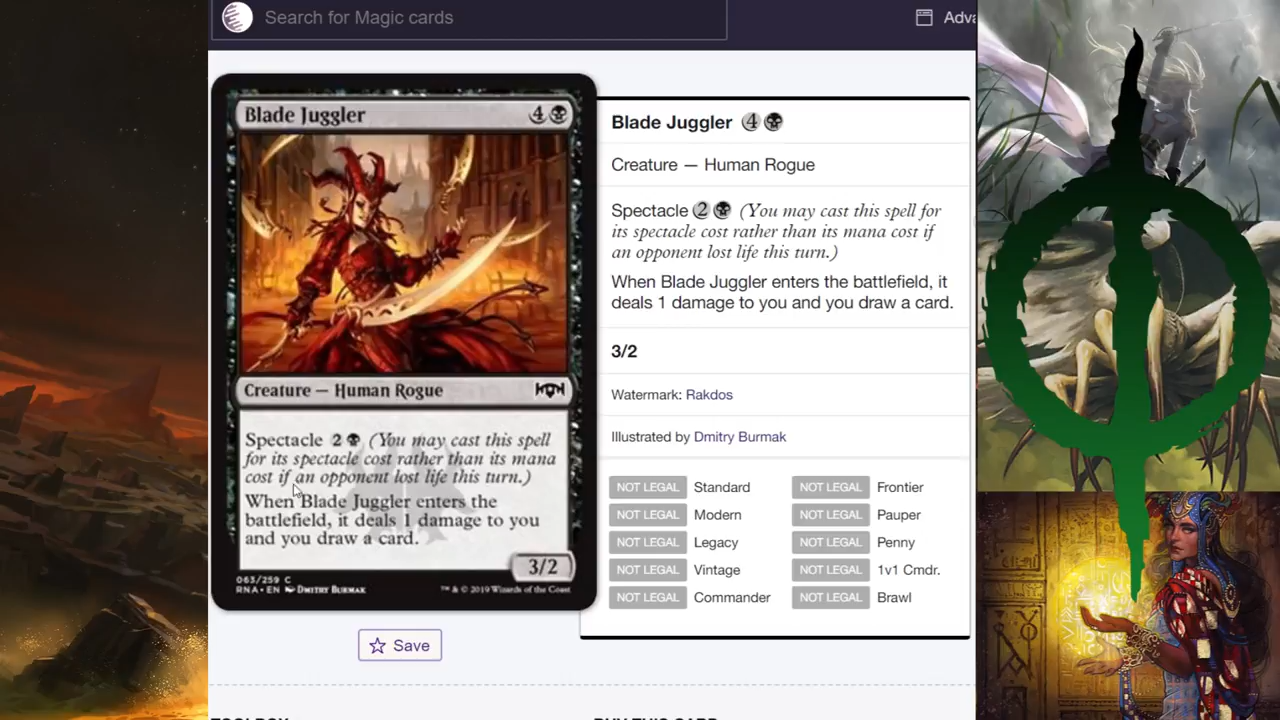 Search for Magic cards
Adva
Blade Juggler 4
Creature — Human Rogue
Spectacle 2 (You may cast this spell
for its spectacle cost rather than its mana
cost if an opponent lost life this turn.)
When Blade Juggler enters the
battlefield, it deals 1 damage to you
and you draw a card.
3/2
063/259 C
RNA • EN Dmitry Burmak
™ & © 2019 Wizards of the Coast
Save
Blade Juggler 4
Creature — Human Rogue
Spectacle 2 (You may cast this spell for
its spectacle cost rather than its mana cost if
an opponent lost life this turn.)
When Blade Juggler enters the battlefield, it
deals 1 damage to you and you draw a card.
3/2
Watermark: Rakdos
Illustrated by Dmitry Burmak
NOT LEGAL Standard NOT LEGAL Frontier
NOT LEGAL Modern NOT LEGAL Pauper
NOT LEGAL Legacy NOT LEGAL Penny
NOT LEGAL Vintage NOT LEGAL 1v1 Cmdr.
NOT LEGAL Commander NOT LEGAL Brawl
TOOLBOX BUY THIS CARD